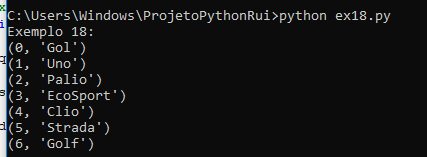 C:\Users\Windows\ProjetoPythonRui>python ex18.py
Exemplo 18:
(0, 'Gol')
(1, 'Uno')
(2, 'Palio')
(3, 'EcoSport')
(4, 'Clio')
(5, 'Strada')
(6, 'Golf')